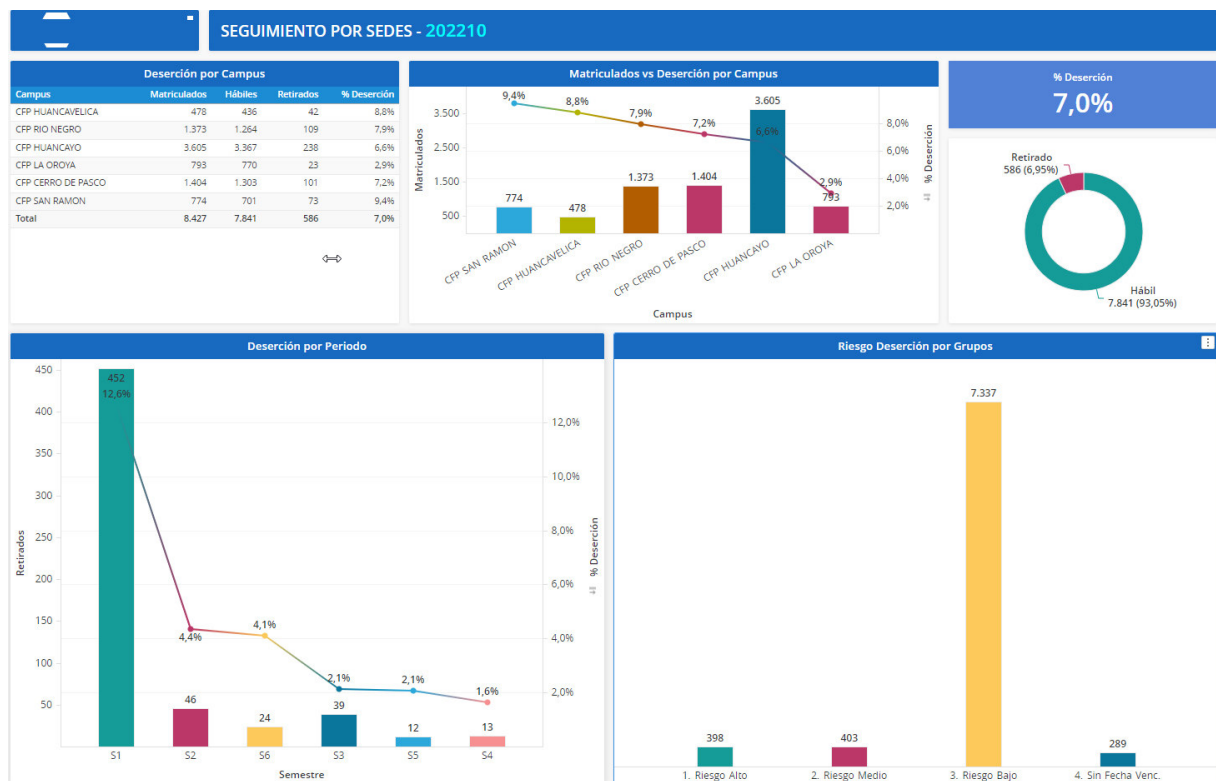 SEGUIMIENTO POR SEDES - 202210
Deserción por Campus
Campus Matriculados Hábiles Retirados % Deserción
CFP HUANCAVELICA 478 436 42 8,8%
CFP RIO NEGRO 1.373 1.264 109 7,9%
CFP HUANCAYO 3.605 3.367 238 6,6%
CFP LA OROYA 793 770 23 2,9%
CFP CERRO DE PASCO 1.404 1.303 101 7,2%
CFP SAN RAMON 774 701 73 9,4%
Total 8.427 7.841 586 7,0%
Matriculados vs Deserción por Campus
Matriculados
3.500
2.500
1.500
500
9,4%
8,8%
7,9%
7,2%
6,6%
2,9%
774
478
1.373
1.404
3.605
793
8,0%
6,0%
4,0%
2,0%
% Deserción
CFP SAN RAMON
CFP HUANCAVELICA
CFP RIO NEGRO
CFP CERRO DE PASCO
CFP HUANCAYO
CFP LA OROYA
Campus
% Deserción
7,0%
Retirado
586 (6,95%)
Hábil
7.841 (93,05%)
Deserción por Periodo
Retirados
450
400
350
300
250
200
150
100
50
452
12,6%
4,4%
4,1%
2,1%
2,1%
1,6%
46
24
39
12
13
12,0%
10,0%
8,0%
6,0%
4,0%
2,0%
% Deserción
S1 S2 S6 S3 S5 S4
Semestre
Riesgo Deserción por Grupos
398
403
7.337
289
1. Riesgo Alto
2. Riesgo Medio
3. Riesgo Bajo
4. Sin Fecha Venc.